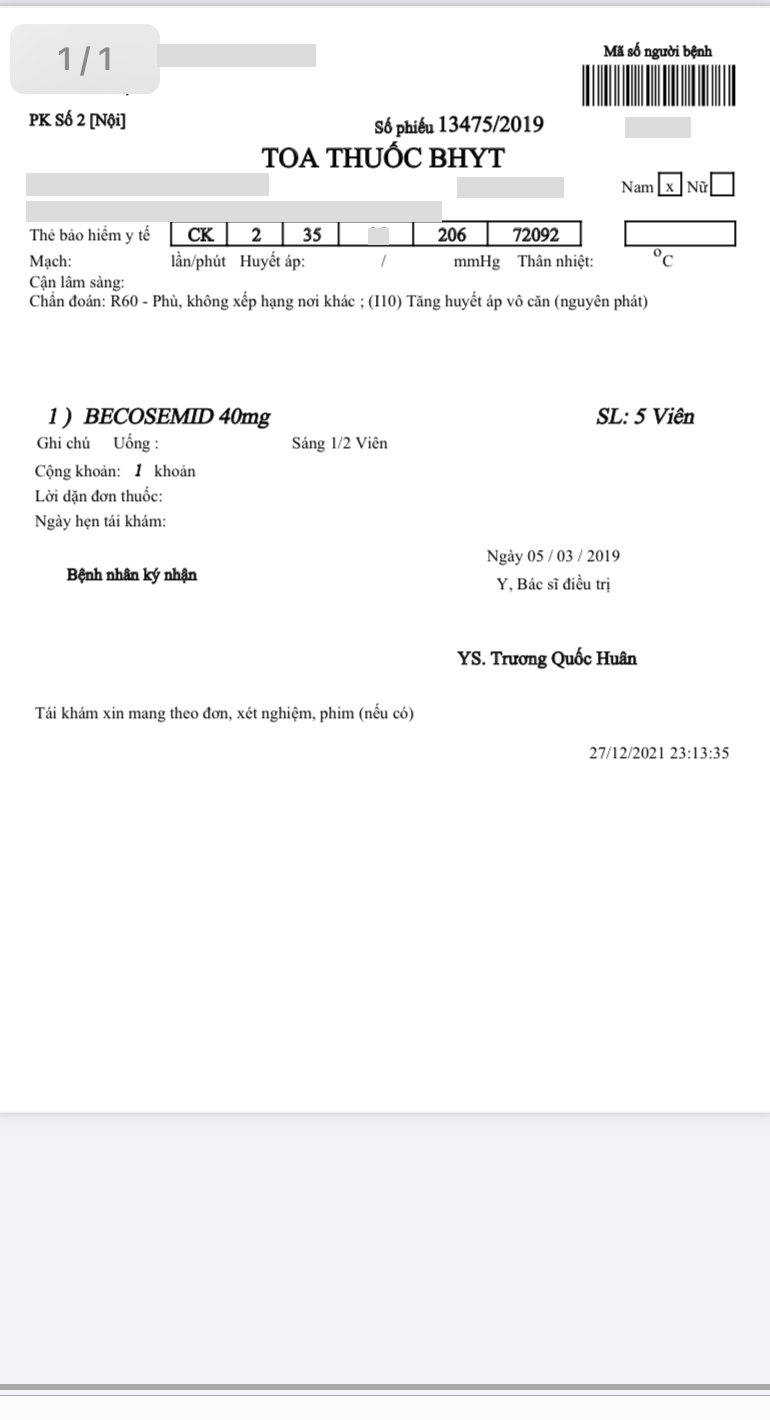 1/1
Mã số người bệnh
PK Số 2 [Nội]
Số phiếu 13475/2019
TOA THUỐC BHYT
Nam x Nữ
Thẻ bảo hiểm y tế CK 2 35 206 72092
Mạch: lần/phút Huyết áp: / mmHg Thân nhiệt: °C
Cận lâm sàng:
Chẩn đoán: R60 - Phù, không xếp hạng nơi khác ; (I10) Tăng huyết áp vô căn (nguyên phát)
1 ) BECOSEMID 40mg SL: 5 Viên
Ghi chú Uống : Sáng 1/2 Viên
Cộng khoản: 1 khoản
Lời dặn đơn thuốc:
Ngày hẹn tái khám:
Ngày 05 / 03 / 2019
Bệnh nhân ký nhận
Y, Bác sĩ điều trị
YS. Trương Quốc Huân
Tái khám xin mang theo đơn, xét nghiệm, phim (nếu có)
27/12/2021 23:13:35